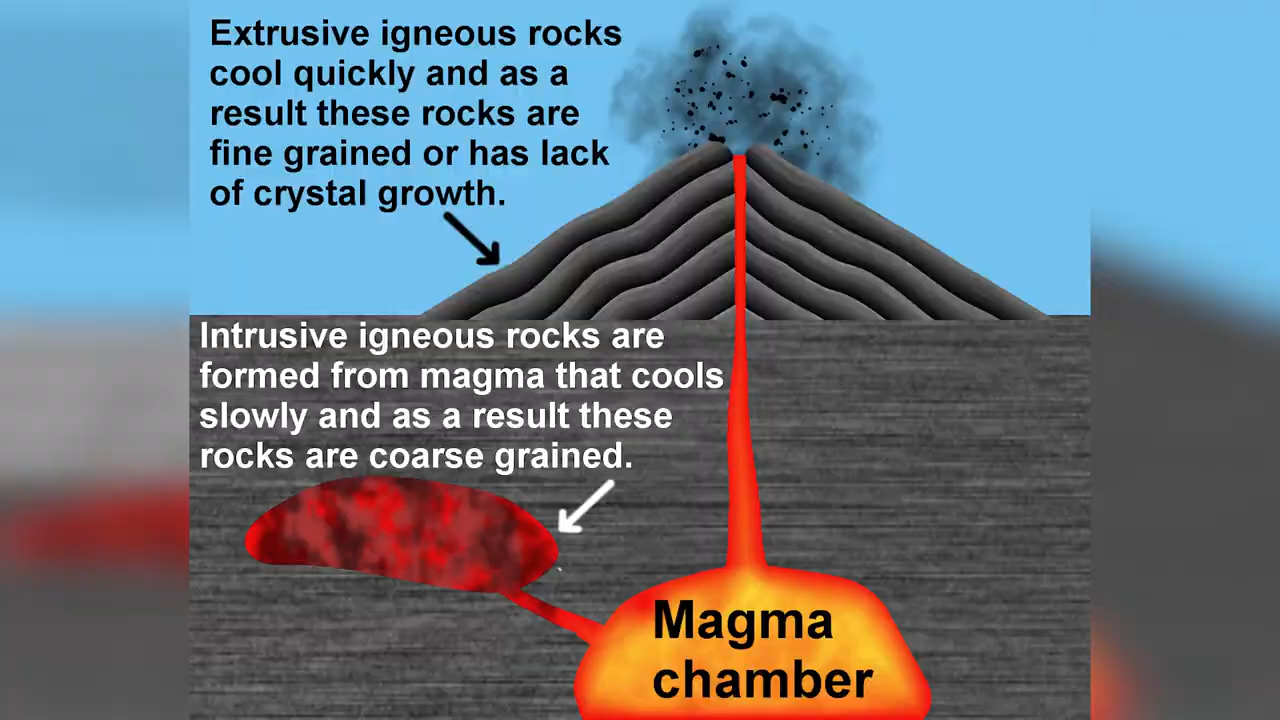 Extrusive igneous rocks
cool quickly and as a
result these rocks are
fine grained or has lack
of crystal growth.
Intrusive igneous rocks are
formed from magma that cools
slowly and as a result these
rocks are coarse grained.
Magma
chamber